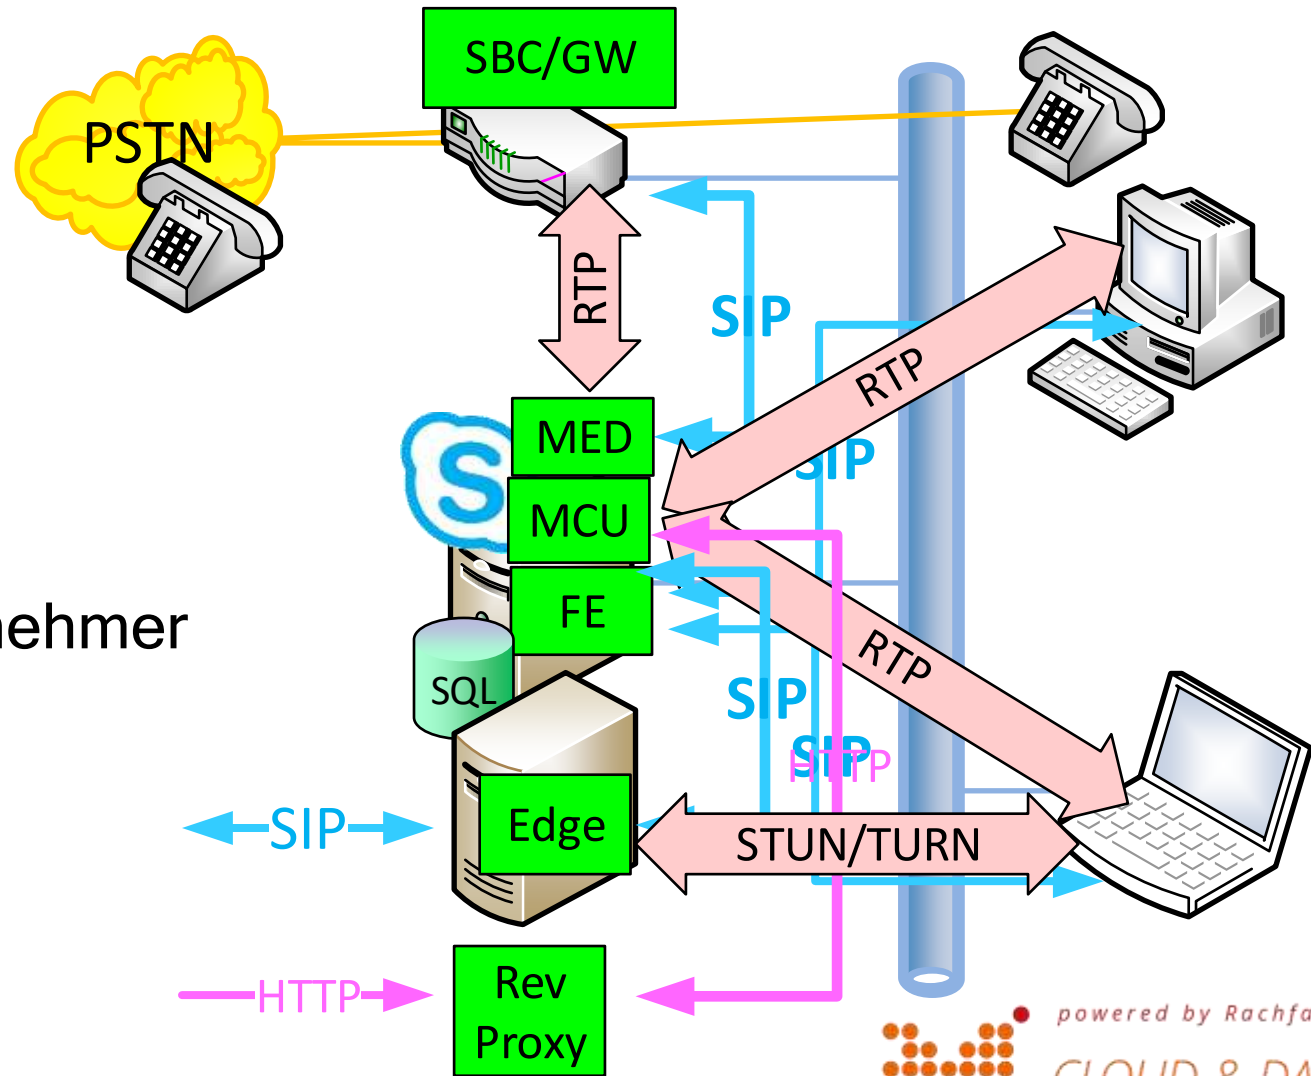 SBC/GW
PSTN
RTP
SIP
RTP
MED
SIP
MCU
FE
nehmer
RTP
SQL
SIP
SIP
HTTP
Edge
SIP
STUN/TURN
HTTP
Rev
Proxy
powered by
CLOUD &